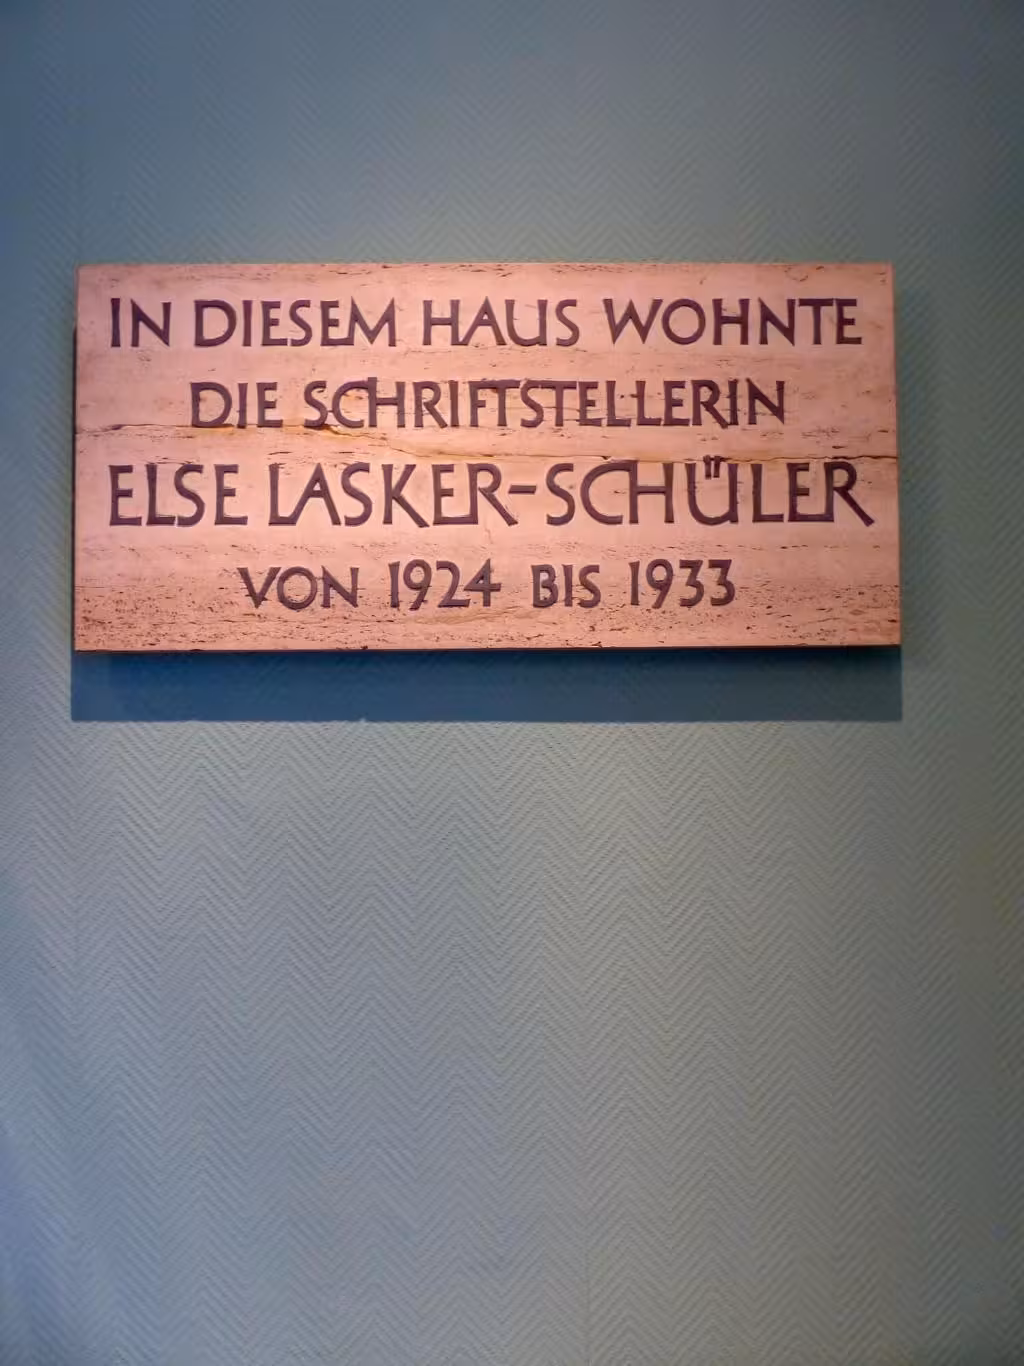 IN DIESEM HAUS WOHNTE
DIE SCHRIFTSTELLERIN
ELSE LASKER-SCHÜLER
VON 1924 BIS 1933